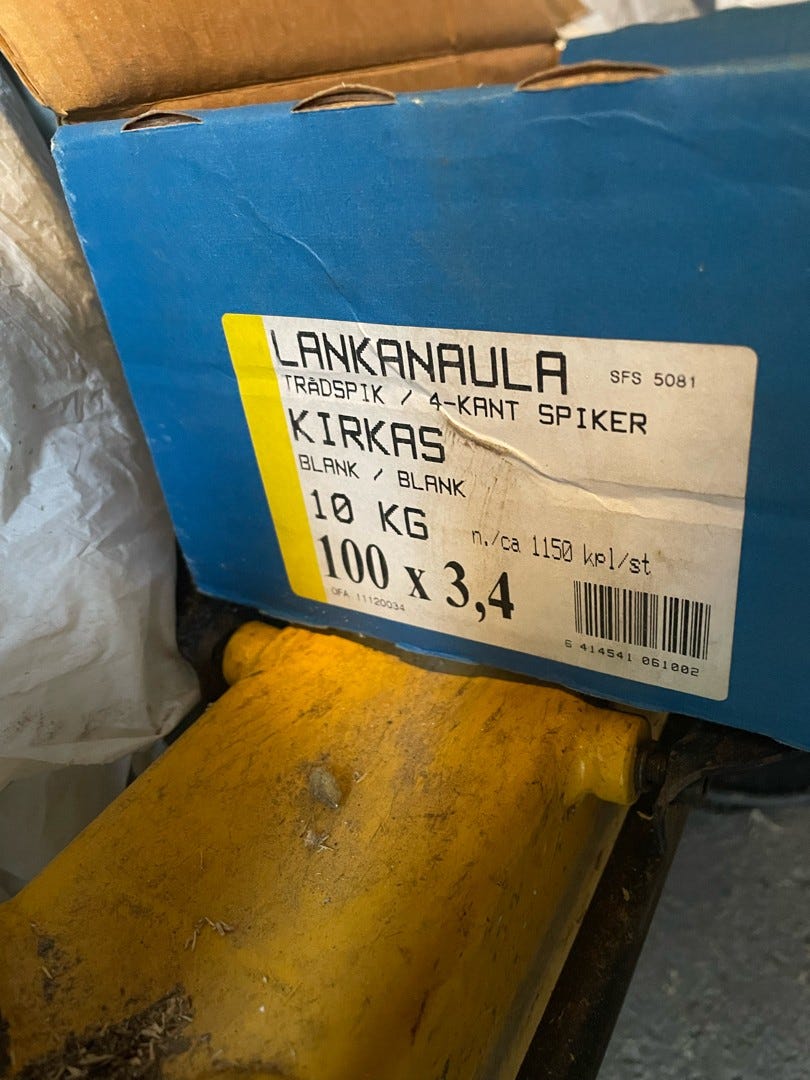 LANKANAULA SFS 5081
TRÅDSPIK / 4-KANT SPIKER
KIRKAS
BLANK / BLANK
10 KG n./ca 1150 kpl/st
100 x 3,4
OFA 11120034
6 414541 061002